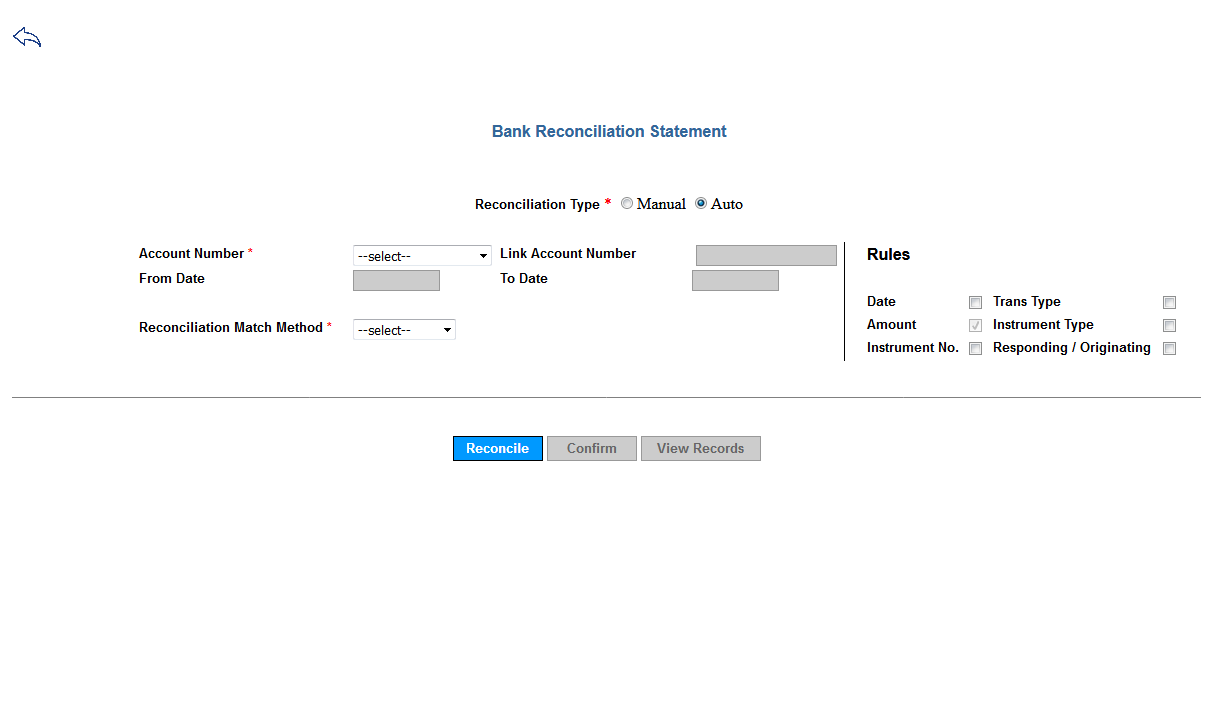 Bank Reconciliation Statement
Reconciliation Type * Manual Auto
Account Number * --select-- Link Account Number
From Date To Date
Reconciliation Match Method * --select--
Rules
Date Trans Type
Amount Instrument Type
Instrument No. Responding / Originating
Reconcile Confirm View Records